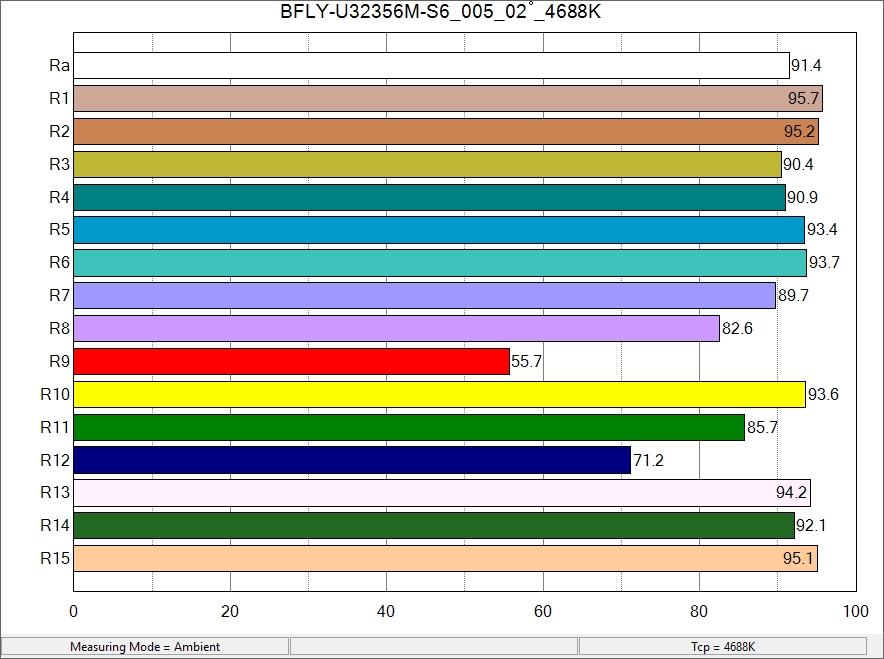 BFLY-U32356M-S6_005_02°_4688K
Ra 91.4
R1 95.7
R2 95.2
R3 90.4
R4 90.9
R5 93.4
R6 93.7
R7 89.7
R8 82.6
R9 55.7
R10 93.6
R11 85.7
R12 71.2
R13 94.2
R14 92.1
R15 95.1
0 20 40 60 80 100
Measuring Mode = Ambient Tcp = 4688K